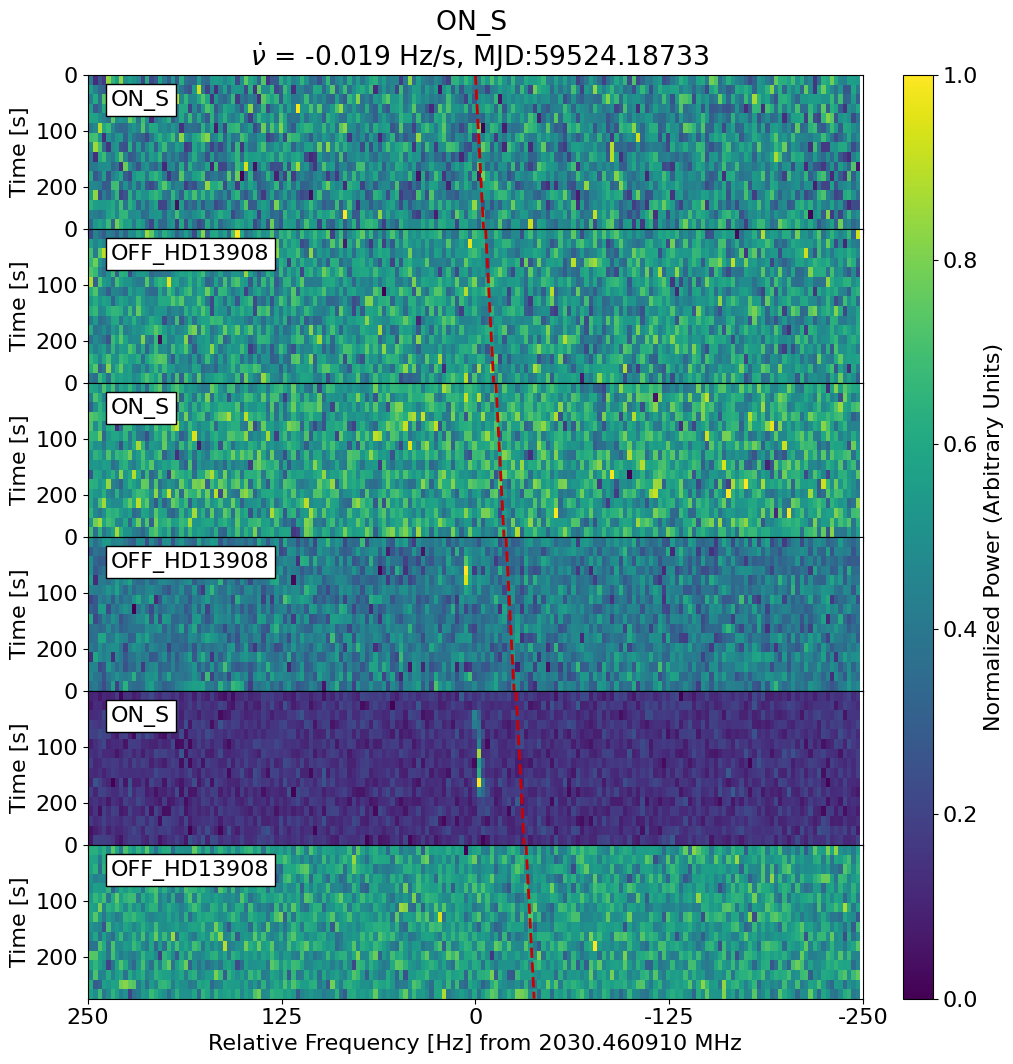 ON_S
ν̇ = -0.019 Hz/s, MJD:59524.18733
0
ON_S
100
200
Time [s]
0
OFF_HD13908
100
200
Time [s]
0
ON_S
100
200
Time [s]
0
OFF_HD13908
100
200
Time [s]
0
ON_S
100
200
Time [s]
0
OFF_HD13908
100
200
Time [s]
250 125 0 -125 -250
Relative Frequency [Hz] from 2030.460910 MHz
1.0
0.8
0.6
0.4
0.2
0.0
Normalized Power (Arbitrary Units)